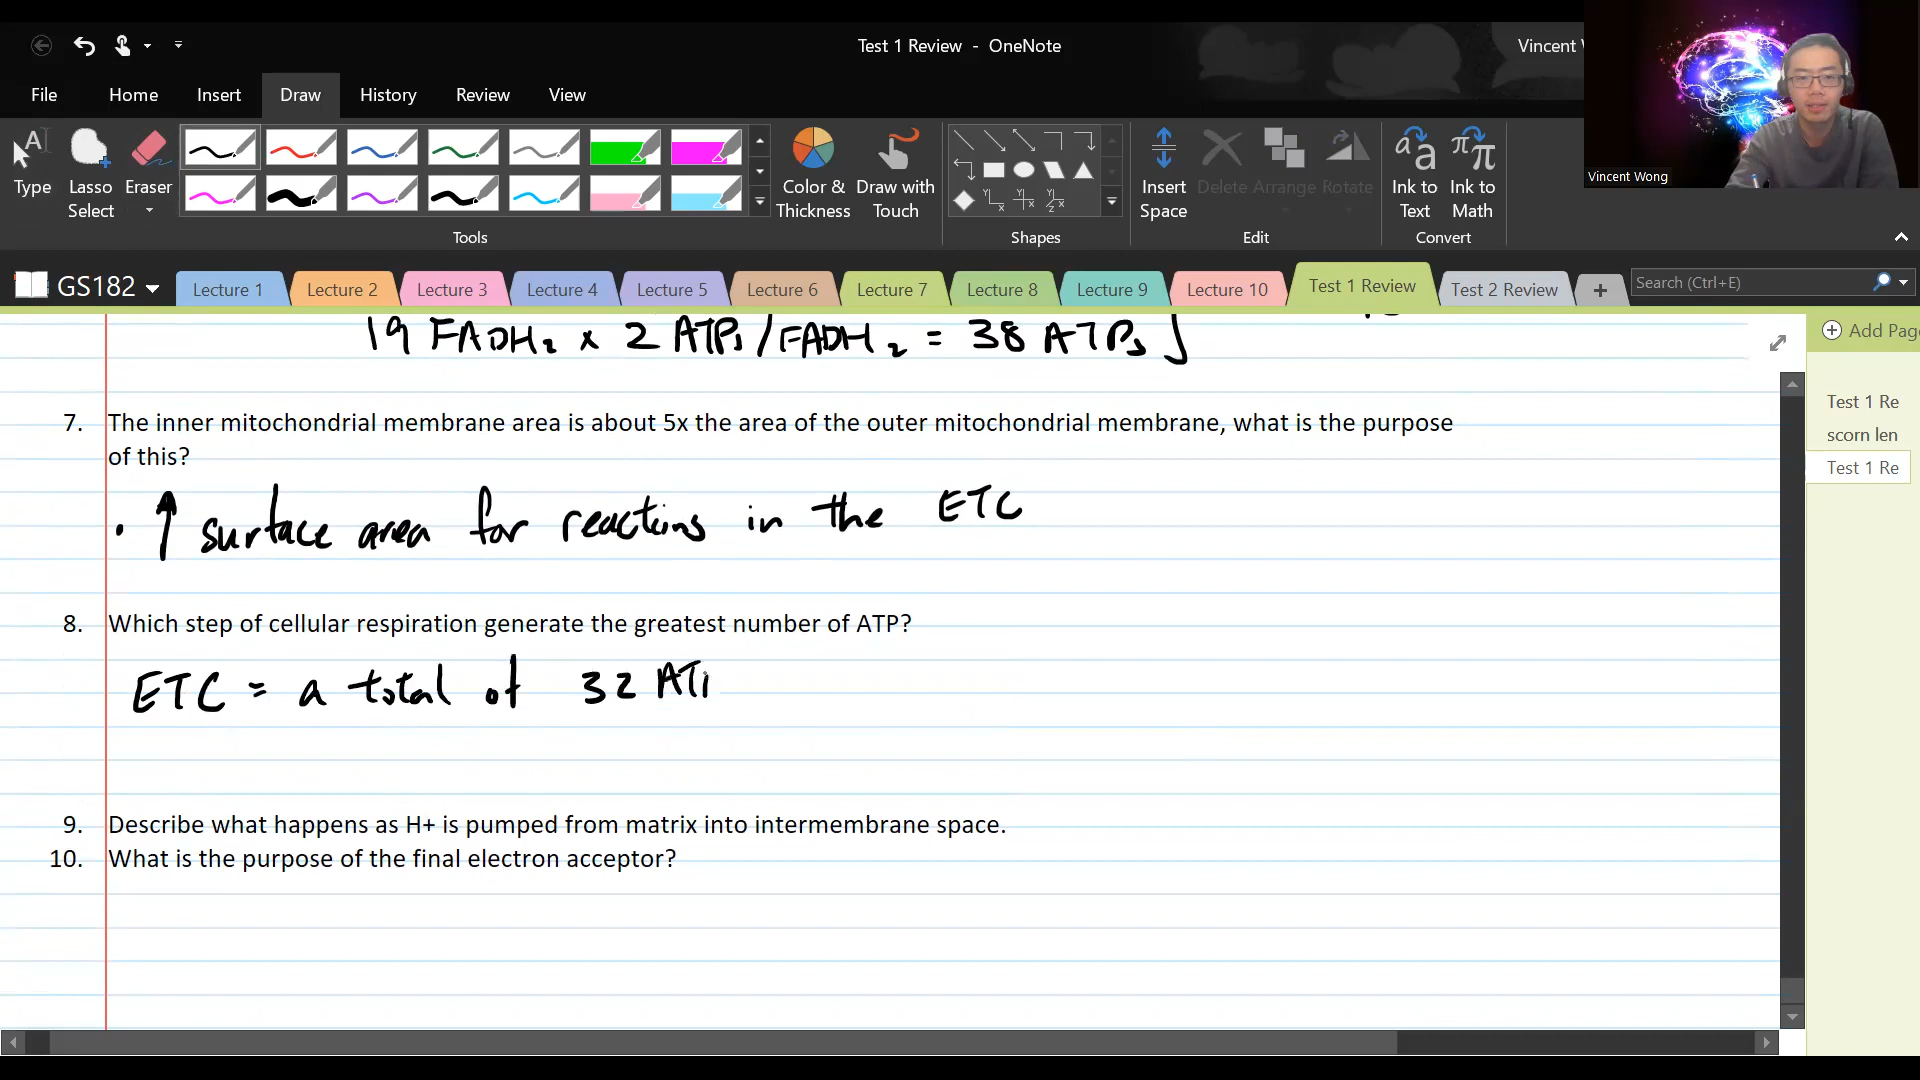 Test 1 Review - OneNote
Vincent W
File
Home
Insert
Draw
History
Review
View
Type
Lasso
Select
Eraser
Color &
Thickness
Draw with
Touch
Insert
Space
Delete
Arrange
Rotate
Ink to
Text
Ink to
Math
Tools
Shapes
Edit
Convert
Vincent Wong
GS182
Lecture 1
Lecture 2
Lecture 3
Lecture 4
Lecture 5
Lecture 6
Lecture 7
Lecture 8
Lecture 9
Lecture 10
Test 1 Review
Test 2 Review
Search (Ctrl+E)
Add Pag
Test 1 Re
scorn len
Test 1 Re
19 FADH₂ x 2 ATPs/FADH₂ = 38 ATPs]
7. The inner mitochondrial membrane area is about 5x the area of the outer mitochondrial membrane, what is the purpose
of this?
• ↑ surface area for reactions in the ETC
8. Which step of cellular respiration generate the greatest number of ATP?
ETC = a total of 32 ATI
9. Describe what happens as H+ is pumped from matrix into intermembrane space.
10. What is the purpose of the final electron acceptor?